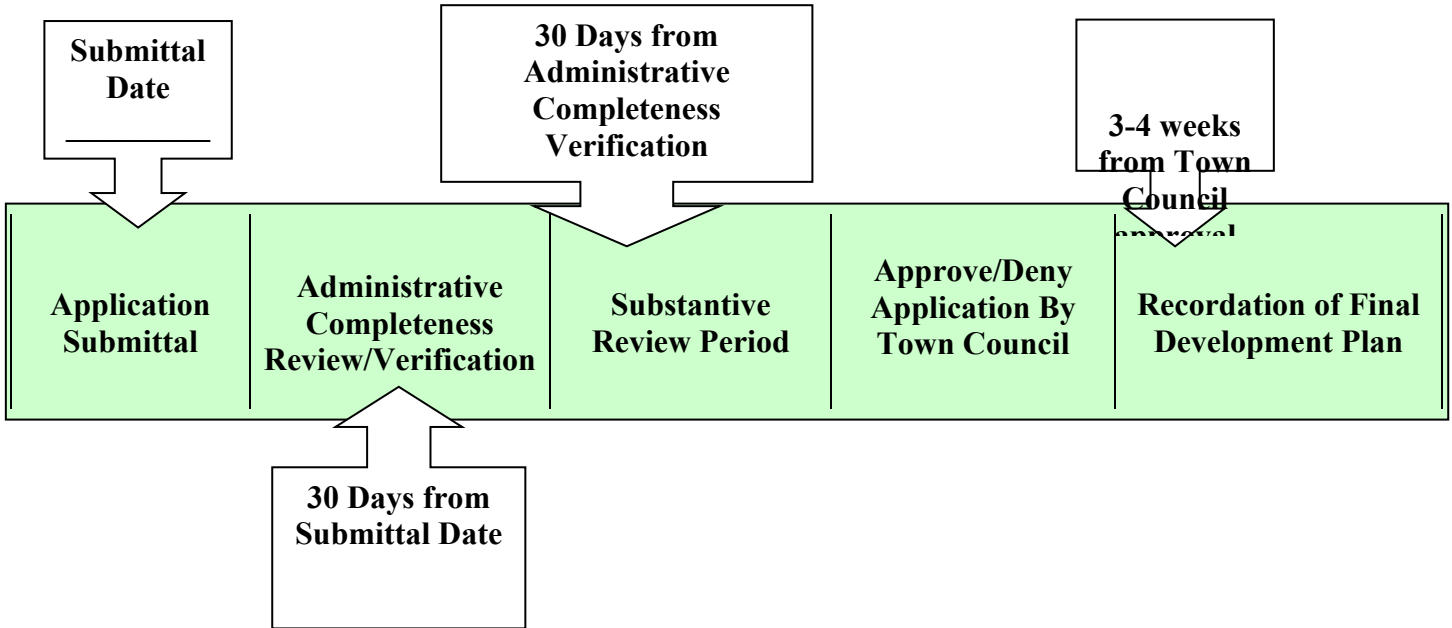 Submittal
Date
30 Days from
Administrative
Completeness
Verification
3-4 weeks
from Town
Council
approval
Application
Submittal
Administrative
Completeness
Review/Verification
Substantive
Review Period
Approve/Deny
Application By
Town Council
Recordation of Final
Development Plan
30 Days from
Submittal Date